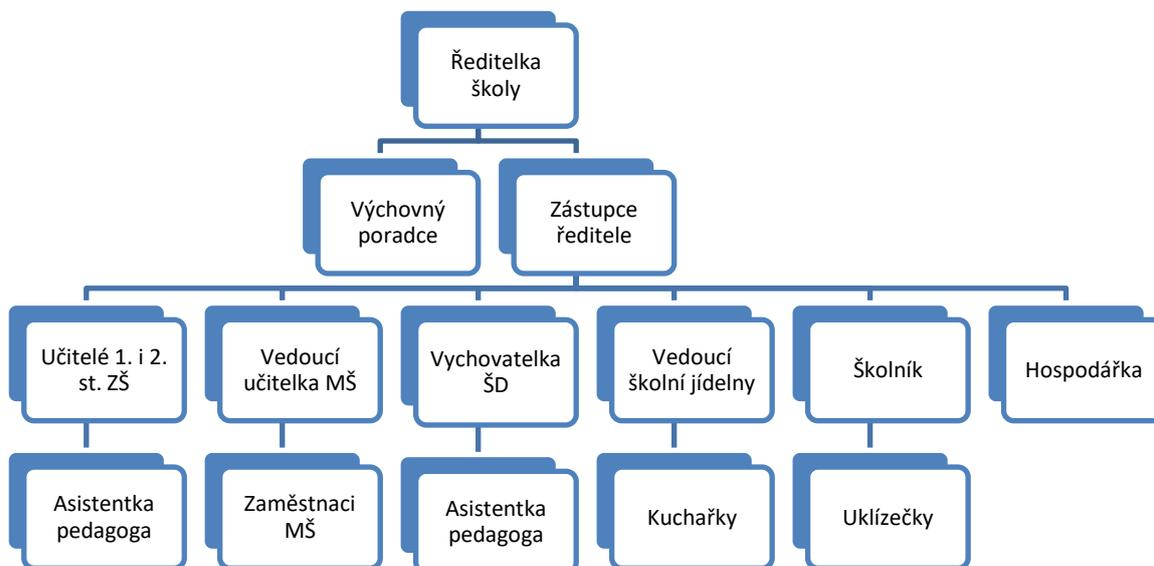 Ředitelka
školy
Výchovný
poradce
Zástupce
ředitele
Učitelé 1. i 2.
st. ZŠ
Vedoucí
učitelka MŠ
Vychovatelka
ŠD
Vedoucí
školní jídelny
Školník
Hospodářka
Asistentka
pedagoga
Zaměstnaci
MŠ
Asistentka
pedagoga
Kuchařky
Uklízečky